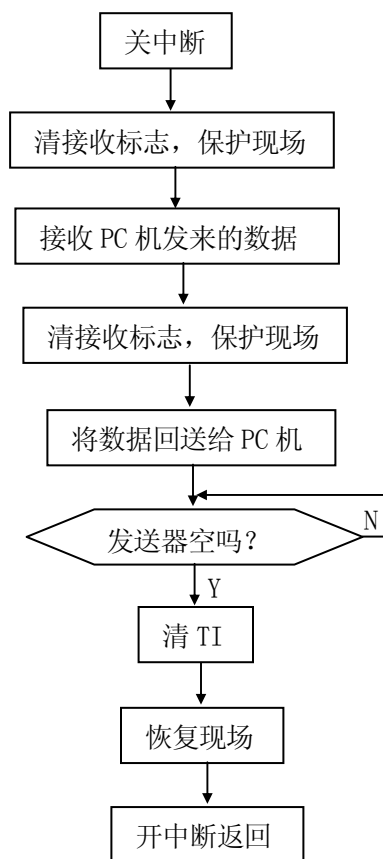 关中断
清接收标志，保护现场
接收 PC 机发来的数据
清接收标志，保护现场
将数据回送给 PC 机
发送器空吗？
N
Y
清 TI
恢复现场
开中断返回